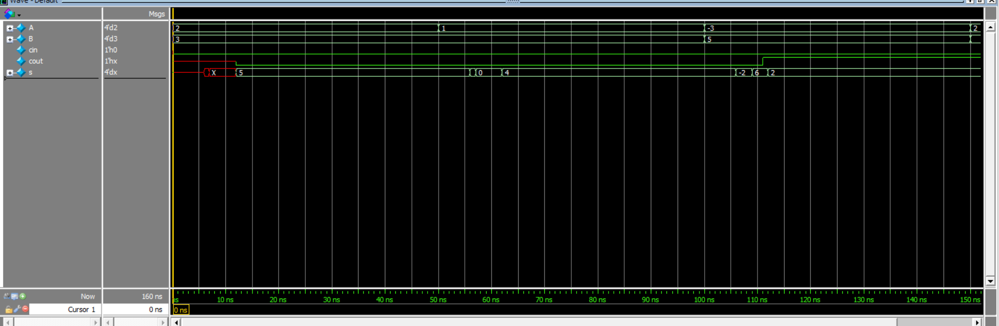 Wave - Default
Msgs
A 4'd2 2 1 -3 2
B 4'd3 3 5
cin 1'h0
cout 1'hx
s 4'dx X 5 0 4 -2 6 2
Now 160 ns ns 10 ns 20 ns 30 ns 40 ns 50 ns 60 ns 70 ns 80 ns 90 ns 100 ns 110 ns 120 ns 130 ns 140 ns 150 ns
Cursor 1 0 ns 0 ns